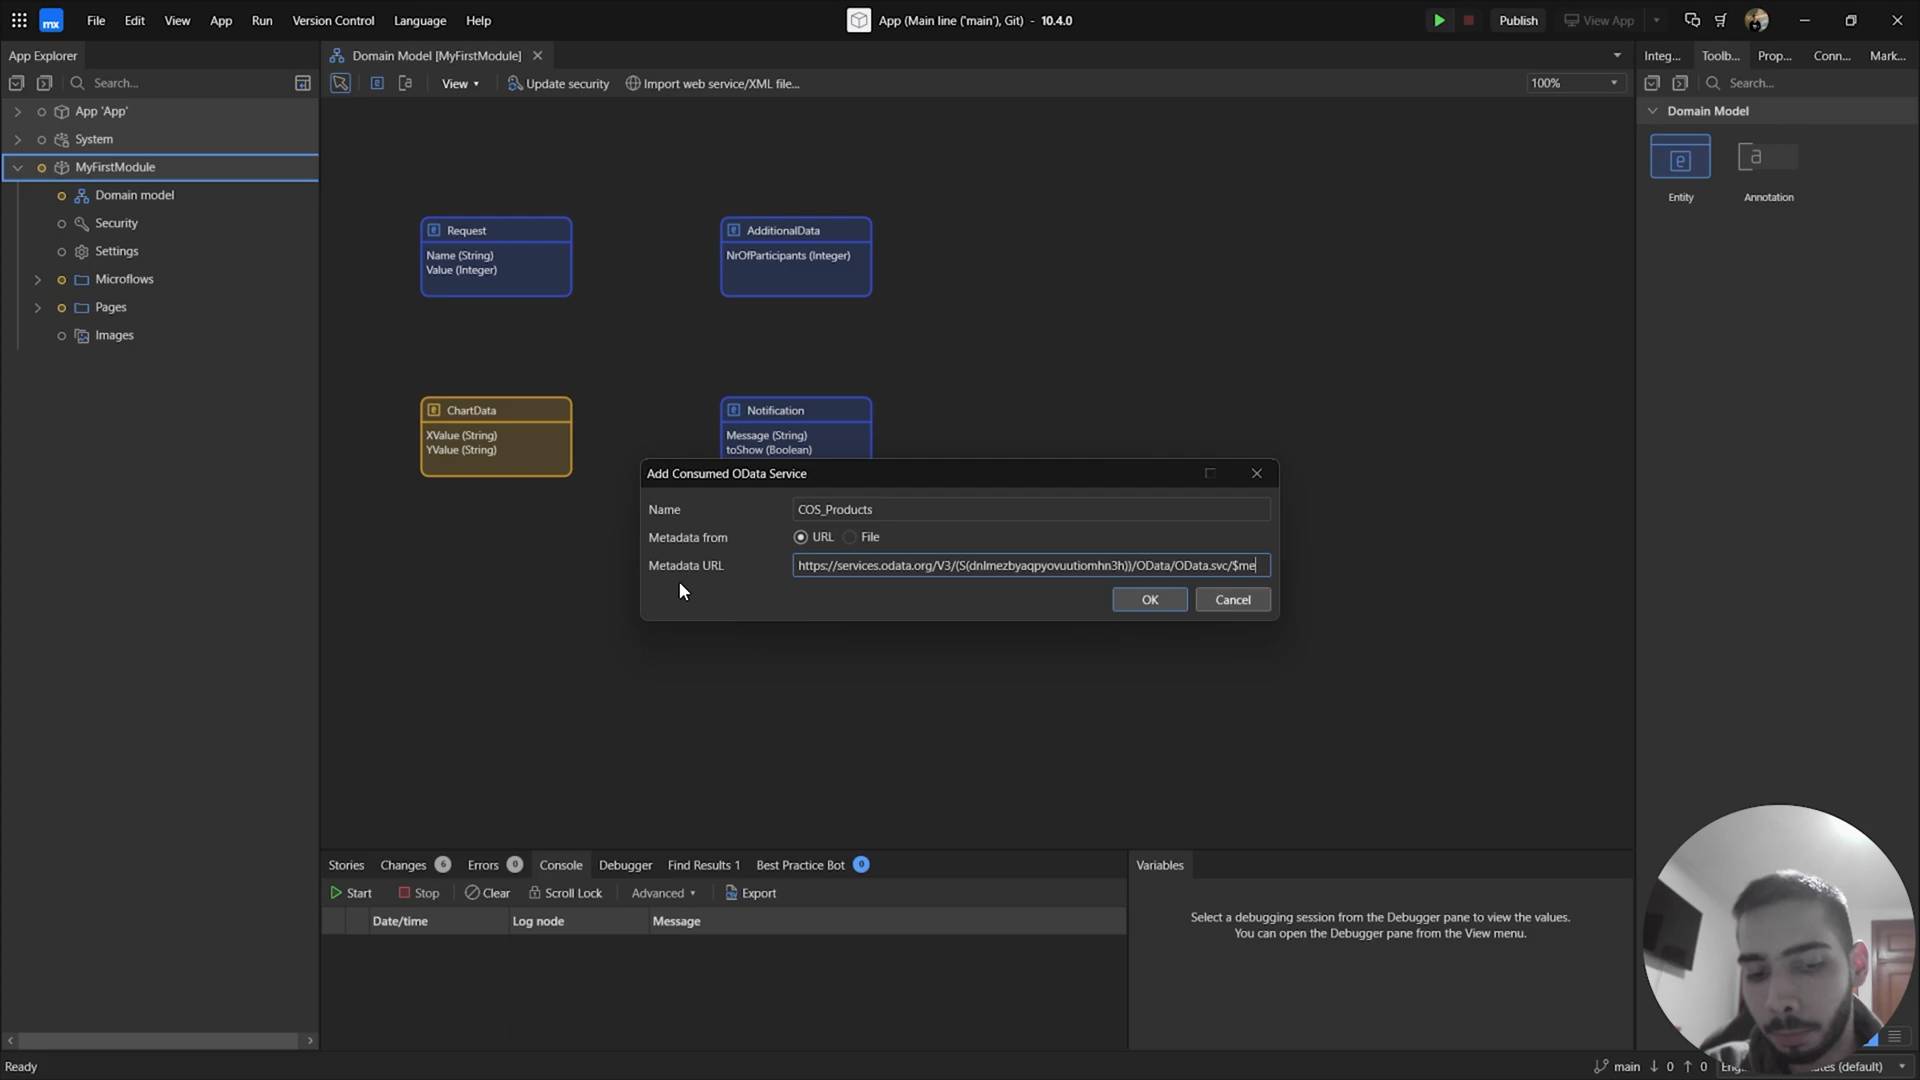 mx File Edit View App Run Version Control Language Help
App (Main line ('main'), Git) - 10.4.0
Publish View App
App Explorer
Domain Model [MyFirstModule]
Integ... Toolb... Prop... Conn... Mark...
Search...
View
Update security
Import web service/XML file...
100%
Search...
App 'App'
System
MyFirstModule
Domain model
Security
Settings
Microflows
Pages
Images
Domain Model
Entity
Annotation
Request
Name (String)
Value (Integer)
AdditionalData
NrOfParticipants (Integer)
ChartData
XValue (String)
YValue (String)
Notification
Message (String)
toShow (Boolean)
Add Consumed OData Service
Name COS_Products
Metadata from URL File
Metadata URL https://services.odata.org/V3/(S(dnlmezbyaqpyovuutiomhn3h))/OData/OData.svc/$me
OK Cancel
Stories Changes 6 Errors 0 Console Debugger Find Results 1 Best Practice Bot 0
Start Stop Clear Scroll Lock Advanced Export
Date/time Log node Message
Variables
Select a debugging session from the Debugger pane to view the values.
You can open the Debugger pane from the View menu.
Ready
main 0 0
(default)